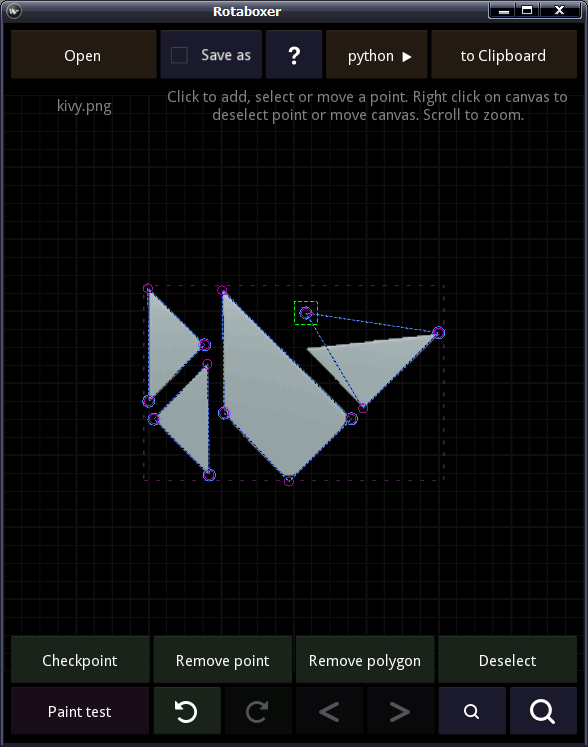 Rotaboxer
Open
Save as
?
python ▶
to Clipboard
kivy.png
Click to add, select or move a point. Right click on canvas to
deselect point or move canvas. Scroll to zoom.
Checkpoint
Remove point
Remove polygon
Deselect
Paint test
< >